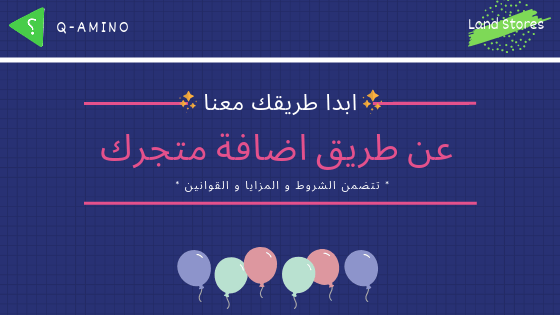 ؟ Q-AMINO
Land Stores
ابدا طريقك معنا
عن طريق اضافة متجرك
* تتضمن الشروط و المزايا و القوانين *